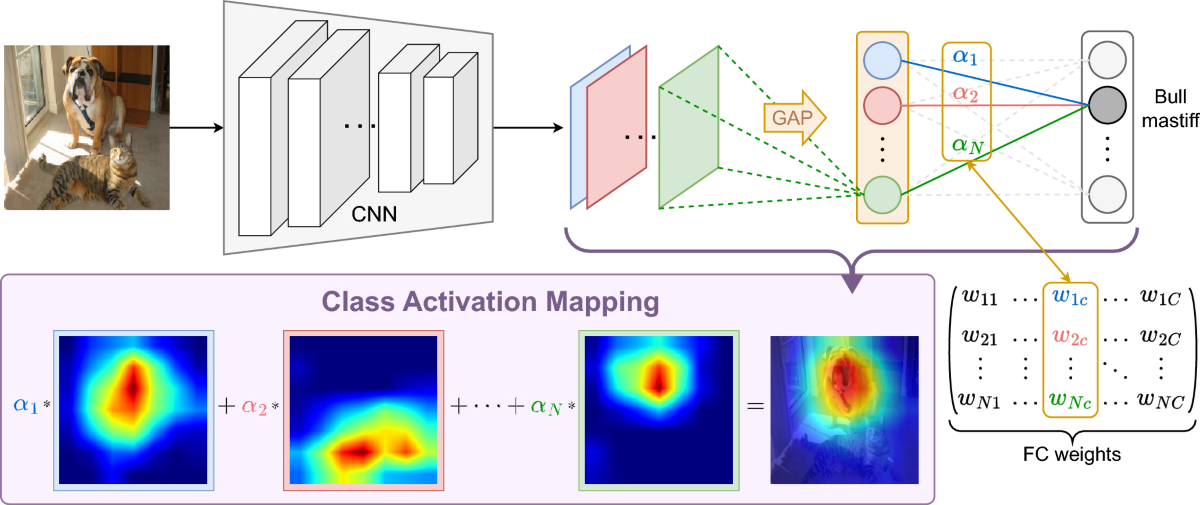 CNN
...
...
GAP
α1
α2
αN
Bull
mastiff
Class Activation Mapping
α1* + α2* + ··· + αN* =
w11 ... w1c ... w1C
w21 w2c w2C
⋮ ⋮ ⋮ ⋱ ⋮
wN1 ... wNc ... wNC
FC weights